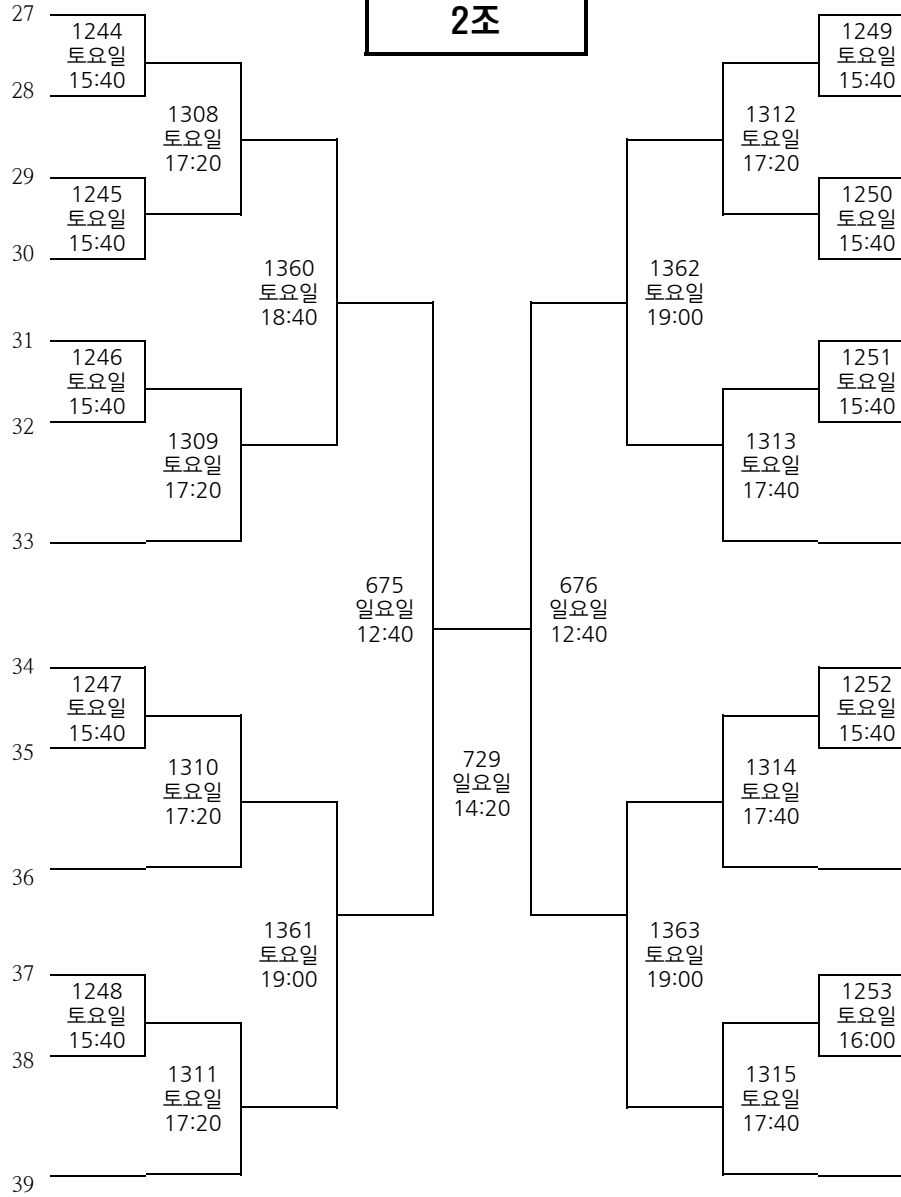 2조
27
1244
토요일
15:40
28
1308
토요일
17:20
29
1245
토요일
15:40
30
1360
토요일
18:40
31
1246
토요일
15:40
32
1309
토요일
17:20
33
675
일요일
12:40
34
1247
토요일
15:40
35
1310
토요일
17:20
36
1361
토요일
19:00
37
1248
토요일
15:40
38
1311
토요일
17:20
39
729
일요일
14:20
1249
토요일
15:40
1312
토요일
17:20
1250
토요일
15:40
1362
토요일
19:00
1251
토요일
15:40
1313
토요일
17:40
676
일요일
12:40
1252
토요일
15:40
1314
토요일
17:40
1363
토요일
19:00
1253
토요일
16:00
1315
토요일
17:40